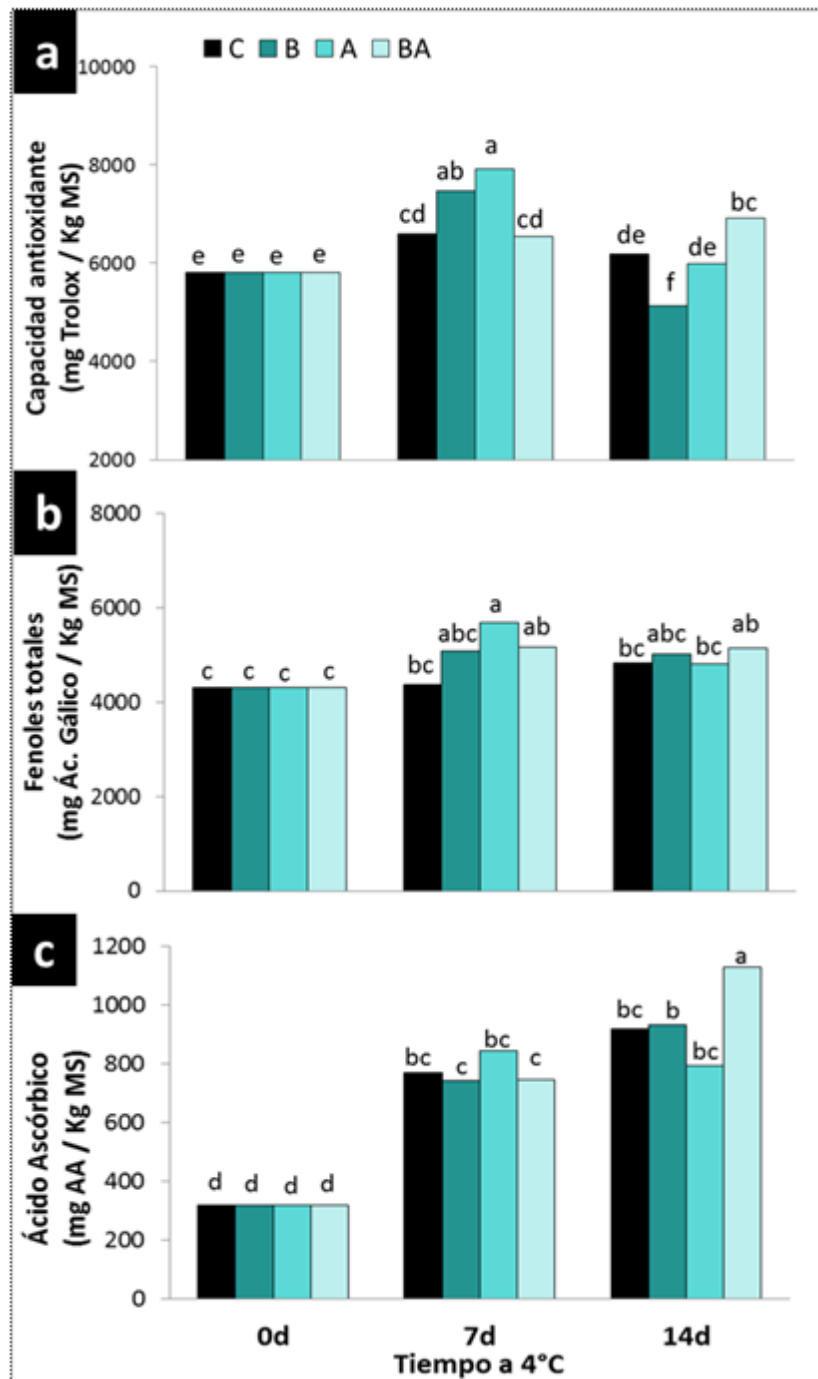 a
C B A BA
Capacidad antioxidante
(mg Trolox / Kg MS)
10000
8000
6000
4000
2000
e e e e
cd ab a cd
de f de bc
b
Fenoles totales
(mg Ác. Gálico / Kg MS)
8000
6000
4000
2000
0
c c c c
bc abc a ab
bc abc bc ab
c
Ácido Ascórbico
(mg AA / Kg MS)
1200
1000
800
600
400
200
0
d d d d
bc c bc c
bc b bc a
0d 7d 14d
Tiempo a 4°C